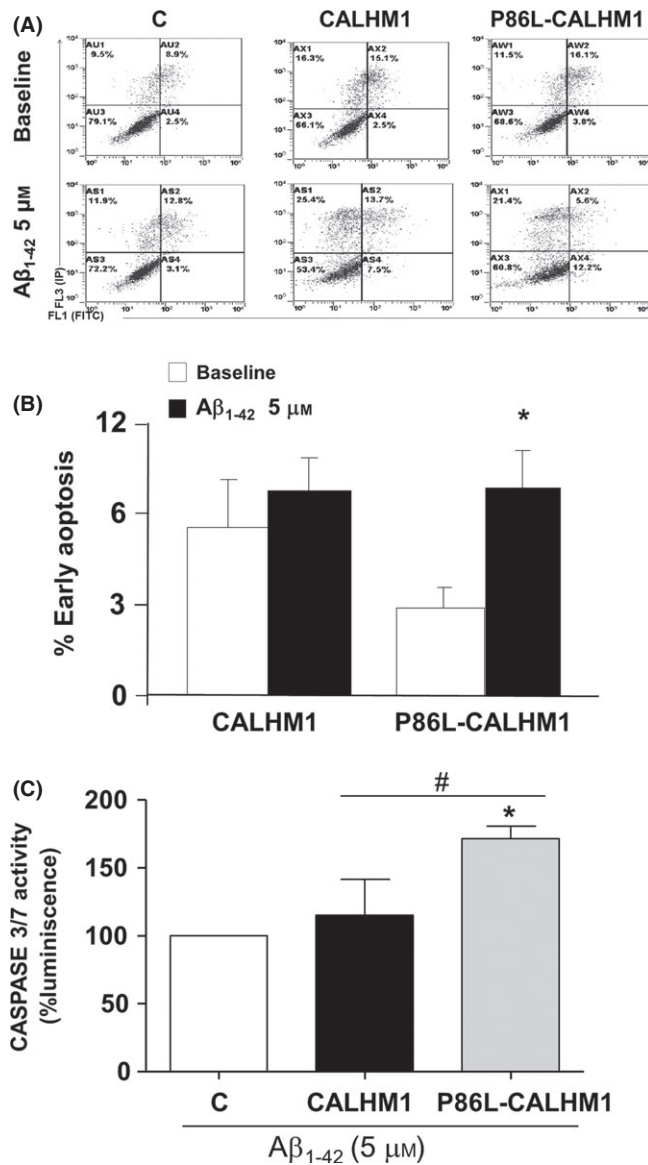 (A) C CALHM1 P86L-CALHM1
Baseline
AU1 9.5%
AU2 8.9%
AU3 79.1%
AU4 2.5%
AX1 16.3%
AX2 15.1%
AX3 66.1%
AX4 2.5%
AW1 11.5%
AW2 16.1%
AW3 68.6%
AW4 3.8%
Aβ1-42 5 μM
AS1 11.9%
AS2 12.8%
AS3 72.2%
AS4 3.1%
AS1 25.4%
AS2 13.7%
AS3 53.4%
AS4 7.5%
AX1 21.4%
AX2 5.6%
AX3 60.8%
AX4 12.2%
FL3 (IP)
FL1 (FITC)
(B)
Baseline
Aβ1-42 5 μM
% Early aoptosis
12
6
3
0
*
CALHM1 P86L-CALHM1
(C)
CASPASE 3/7 activity
(%luminiscence)
200
150
100
50
0
#
*
C CALHM1 P86L-CALHM1
Aβ1-42 (5 μM)